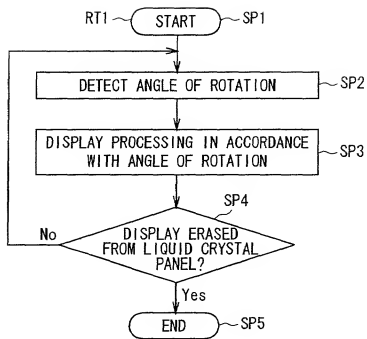 RT1 START SP1
DETECT ANGLE OF ROTATION SP2
DISPLAY PROCESSING IN ACCORDANCE
WITH ANGLE OF ROTATION SP3
SP4
No DISPLAY ERASED
FROM LIQUID CRYSTAL
PANEL?
Yes
END SP5